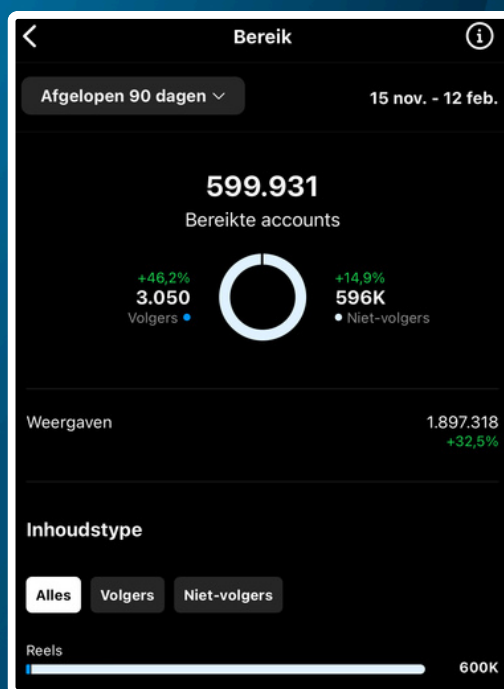 Bereik
Afgelopen 90 dagen
15 nov. - 12 feb.
599.931
Bereikte accounts
+46,2%
3.050
Volgers
+14,9%
596K
Niet-volgers
Weergaven
1.897.318
+32,5%
Inhoudstype
Alles
Volgers
Niet-volgers
Reels
600K